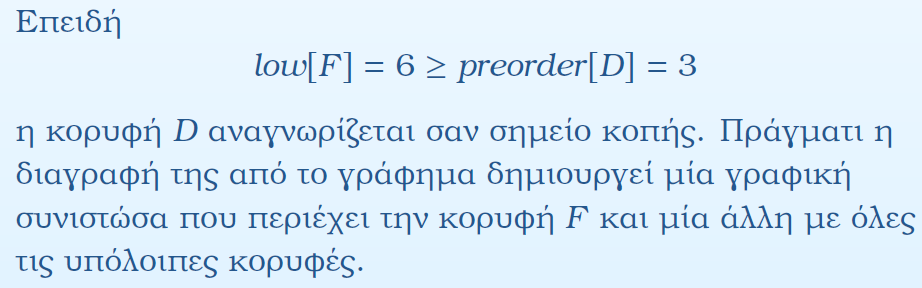 Επειδή
low[F] = 6 ≥ preorder[D] = 3
η κορυφή D αναγνωρίζεται σαν σημείο κοπής. Πράγματι η
διαγραφή της από το γράφημα δημιουργεί μία γραφική
συνιστώσα που περιέχει την κορυφή F και μία άλλη με όλες
τις υπόλοιπες κορυφές.